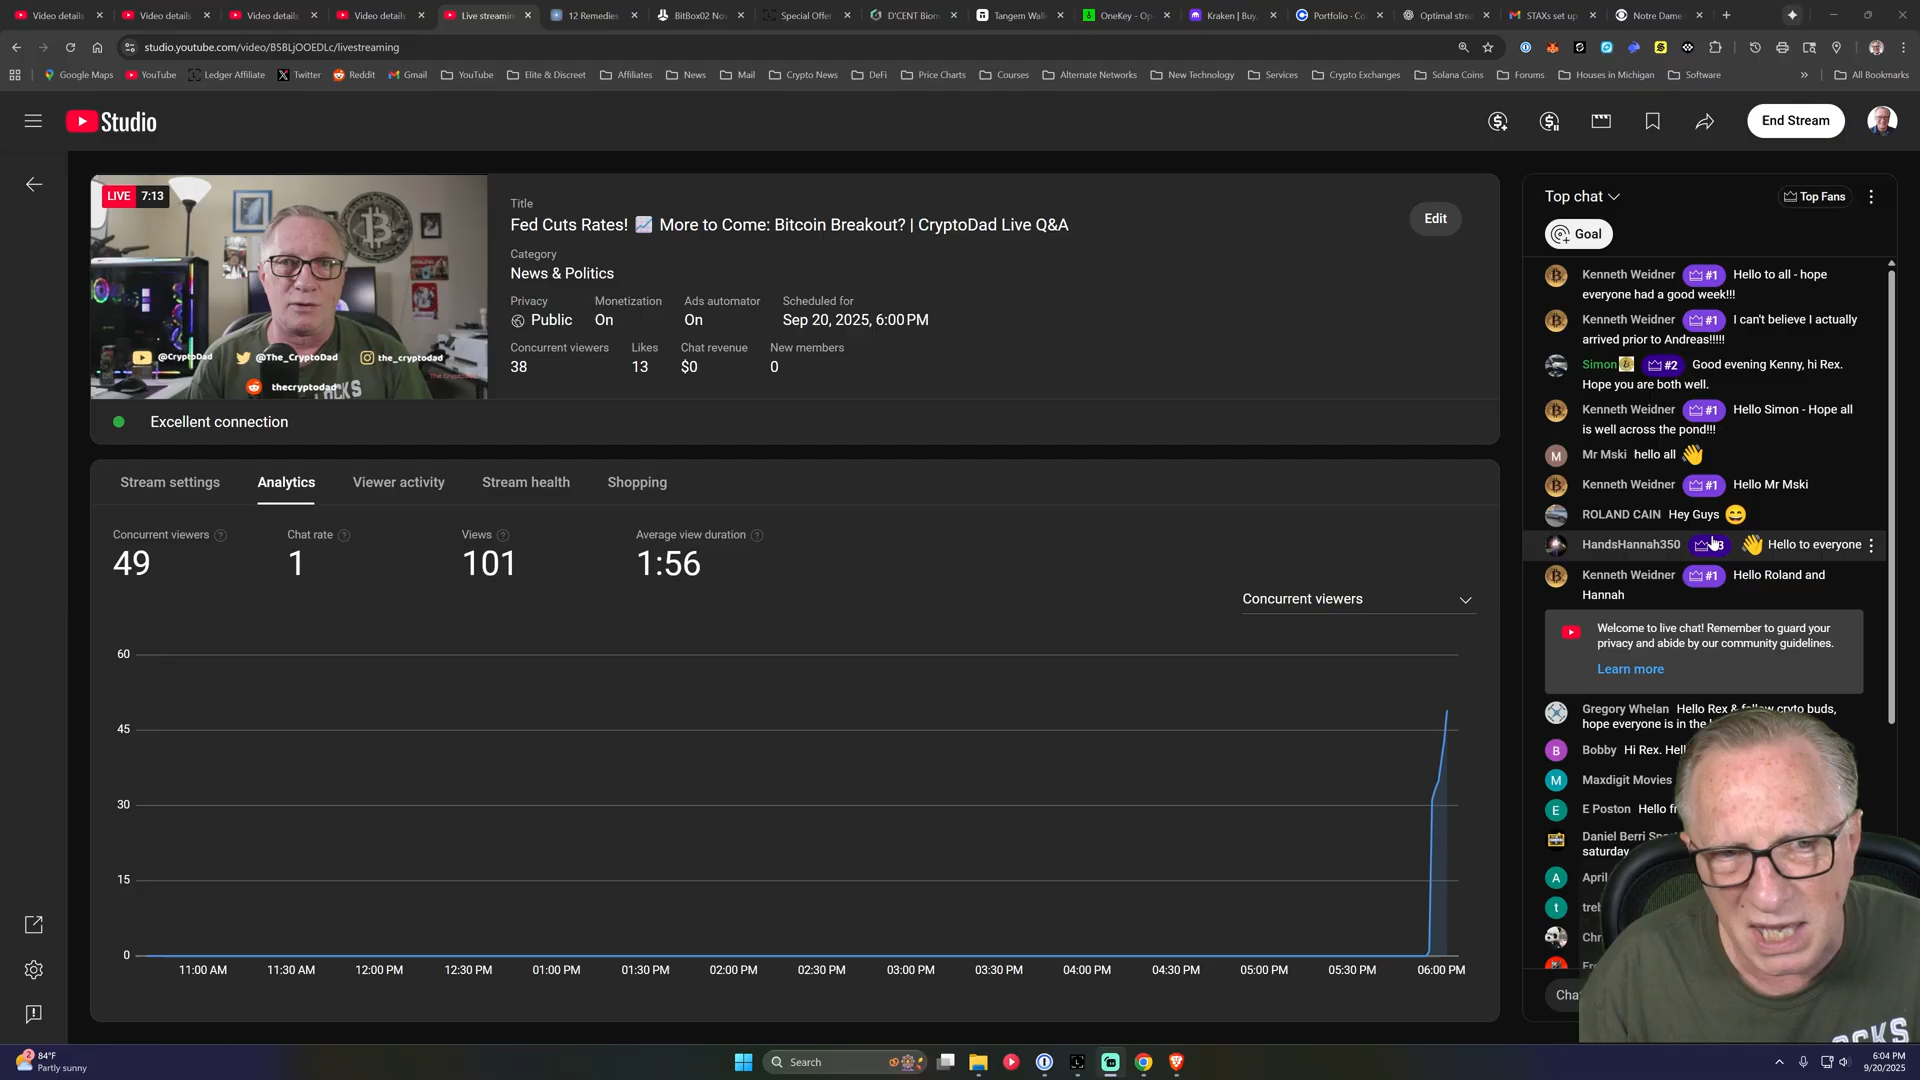 Video details
Video details
Video details
Video details
Live streamin
12 Remedies
BitBox02 No
Special Offer
D'CENT Biom
Tangem Wall
OneKey - Op
Kraken | Buy,
Portfolio - Co
Optimal stre
STAXs set up
Notre Dame
studio.youtube.com/video/B5BLjOOEDLc/livestreaming
Google Maps
YouTube
Ledger Affiliate
Twitter
Reddit
Gmail
YouTube
Elite & Discreet
Affiliates
News
Mail
Crypto News
DeFi
Price Charts
Courses
Alternate Networks
New Technology
Services
Crypto Exchanges
Solana Coins
Forums
Houses in Michigan
Software
All Bookmarks
Studio
End Stream
LIVE 7:13
@CryptoDad
@The_CryptoDad
the_cryptodad
thecryptodad
Title
Fed Cuts Rates! 📈 More to Come: Bitcoin Breakout? | CryptoDad Live Q&A
Edit
Category
News & Politics
Privacy Monetization Ads automator Scheduled for
Public On On Sep 20, 2025, 6:00 PM
Concurrent viewers Likes Chat revenue New members
38 13 $0 0
Excellent connection
Stream settings Analytics Viewer activity Stream health Shopping
Concurrent viewers Chat rate Views Average view duration
49 1 101 1:56
Concurrent viewers
60
45
30
15
0
11:00 AM 11:30 AM 12:00 PM 12:30 PM 01:00 PM 01:30 PM 02:00 PM 02:30 PM 03:00 PM 03:30 PM 04:00 PM 04:30 PM 05:00 PM 05:30 PM 06:00 PM
Top chat
Top Fans
Goal
Kenneth Weidner #1 Hello to all - hope
everyone had a good week!!!
Kenneth Weidner #1 I can't believe I actually
arrived prior to Andreas!!!!!
Simon #2 Good evening Kenny, hi Rex.
Hope you are both well.
Kenneth Weidner #1 Hello Simon - Hope all
is well across the pond!!!
Mr Mski hello all 👋
Kenneth Weidner #1 Hello Mr Mski
ROLAND CAIN Hey Guys 😄
HandsHannah350 👋 Hello to everyone
Kenneth Weidner #1 Hello Roland and
Hannah
Welcome to live chat! Remember to guard your
privacy and abide by our community guidelines.
Learn more
Gregory Whelan Hello Rex & fellow cryto buds,
hope everyone is in the
Bobby Hi Rex. Hel
Maxdigit Movies
E Poston Hello f
Daniel Berri
saturday
April
Chr
Cha
84°F
Partly sunny
Search
6:04 PM
9/20/2025